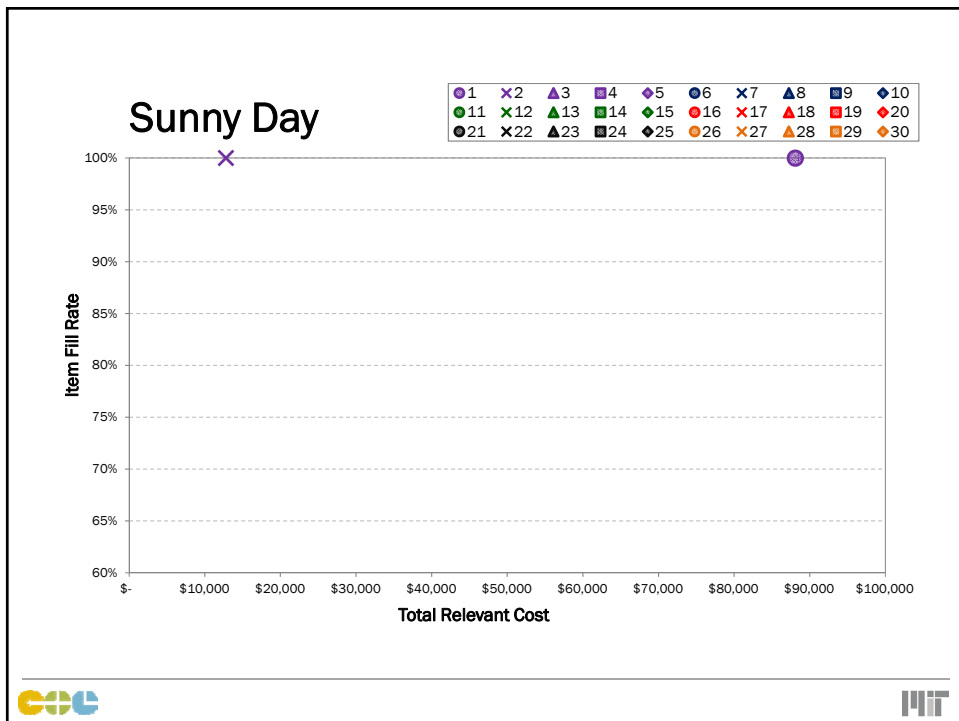 Sunny Day
1 2 3 4 5 6 7 8 9 10
11 12 13 14 15 16 17 18 19 20
21 22 23 24 25 26 27 28 29 30
100%
95%
90%
85%
80%
75%
70%
65%
60%
Item Fill Rate
$- $10,000 $20,000 $30,000 $40,000 $50,000 $60,000 $70,000 $80,000 $90,000 $100,000
Total Relevant Cost
MIT